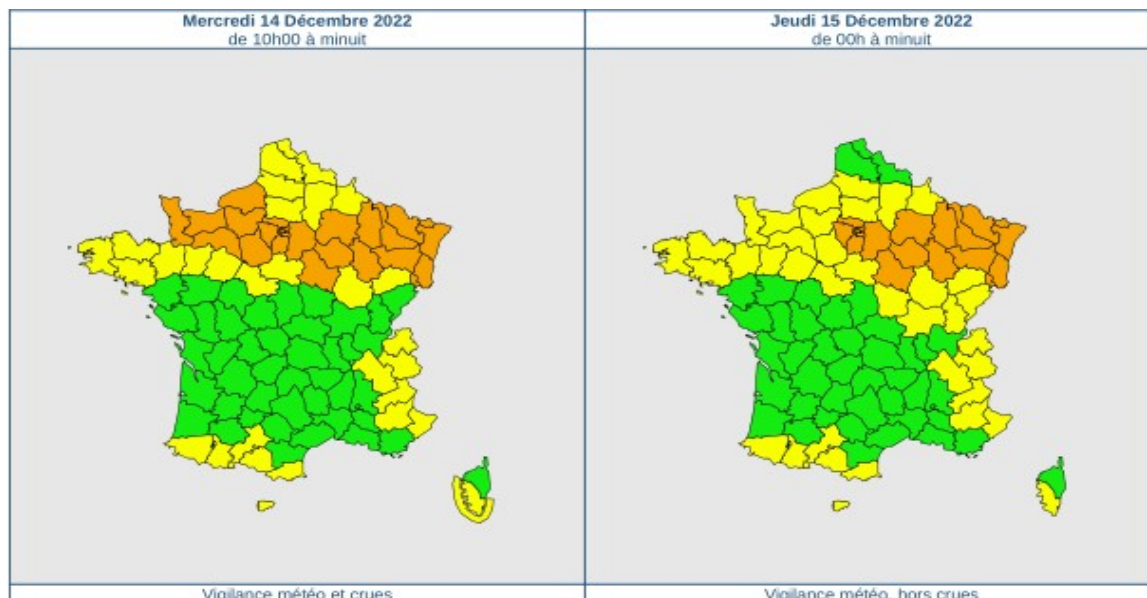 Mercredi 14 Décembre 2022
de 10h00 à minuit
Jeudi 15 Décembre 2022
de 00h à minuit
Vigilance météo et crues
Vigilance météo, hors crues